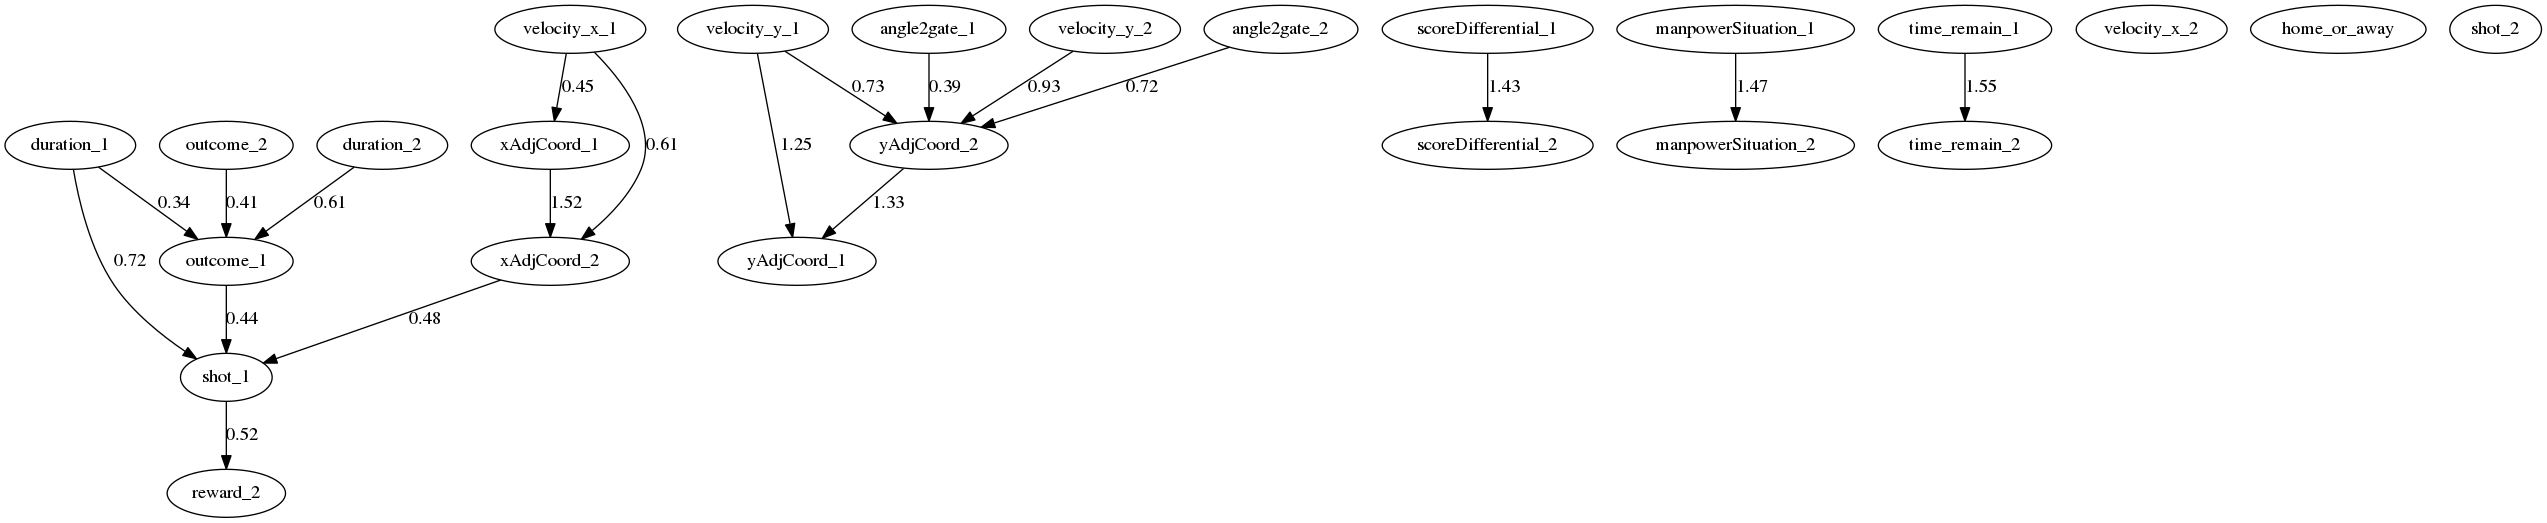 velocity_x_1
velocity_y_1
angle2gate_1
velocity_y_2
angle2gate_2
scoreDifferential_1
manpowerSituation_1
time_remain_1
velocity_x_2
home_or_away
shot_2
0.45
0.73
0.39
0.93
0.72
1.43
1.47
1.55
duration_1
outcome_2
duration_2
xAdjCoord_1
0.61
1.25
yAdjCoord_2
scoreDifferential_2
manpowerSituation_2
time_remain_2
0.34
0.41
0.61
1.52
1.33
0.72
outcome_1
xAdjCoord_2
yAdjCoord_1
0.44
0.48
shot_1
0.52
reward_2